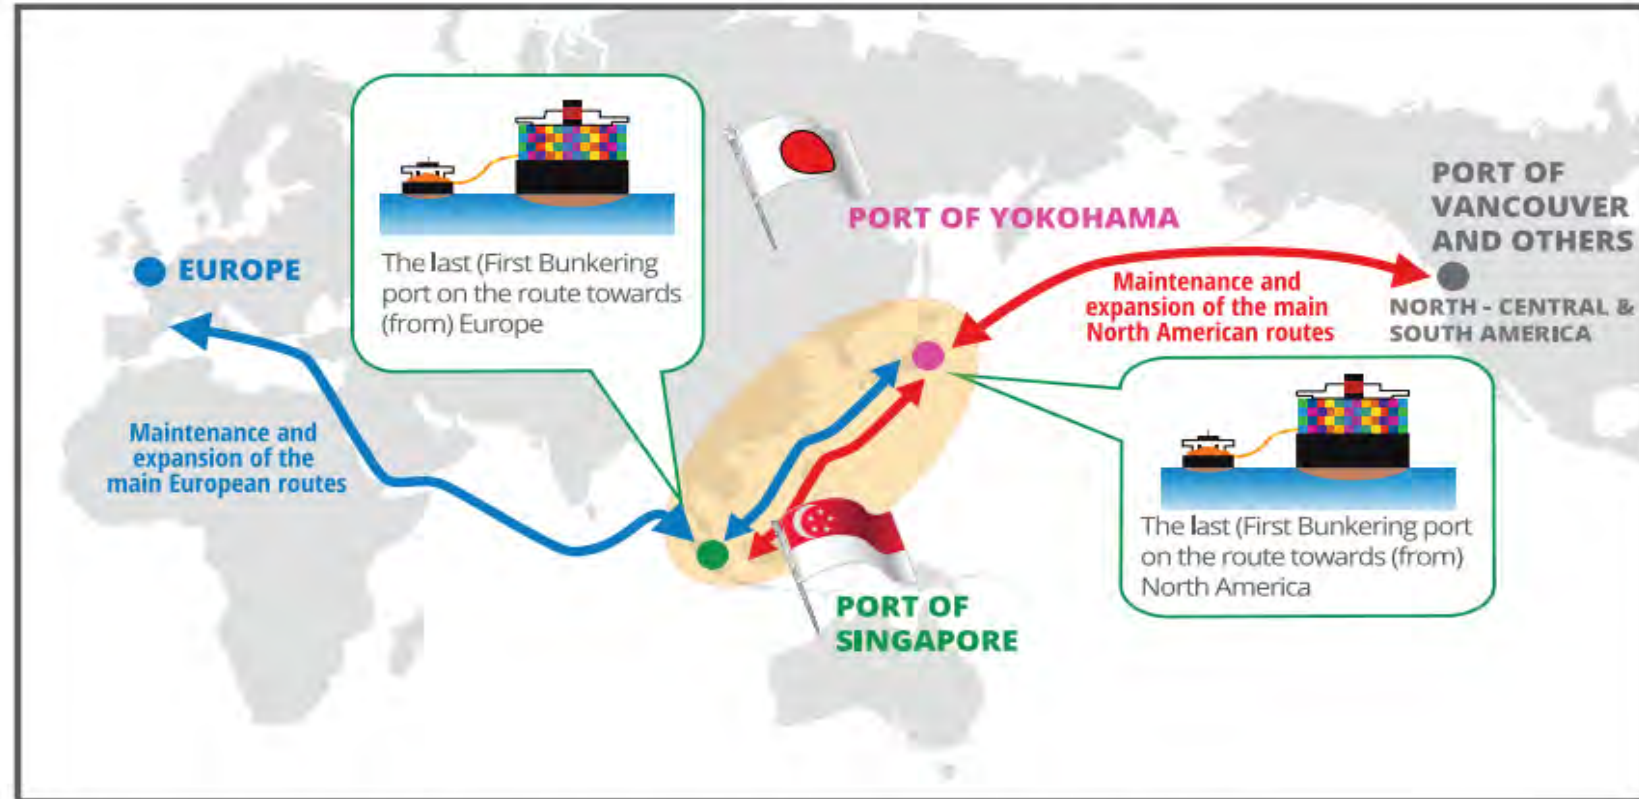 The last (First Bunkering
port on the route towards
(from) Europe
EUROPE
Maintenance and
expansion of the
main European routes
PORT OF YOKOHAMA
PORT OF
VANCOUVER
AND OTHERS
NORTH - CENTRAL &
SOUTH AMERICA
Maintenance and
expansion of the main
North American routes
The last (First Bunkering port
on the route towards (from)
North America
PORT OF
SINGAPORE